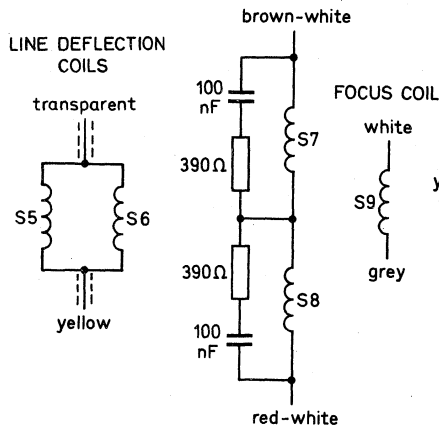 LINE DEFLECTION
COILS
transparent
S5
S6
yellow
brown-white
100
nF
390Ω
S7
390Ω
100
nF
S8
red-white
FOCUS COIL
white
S9
grey
y